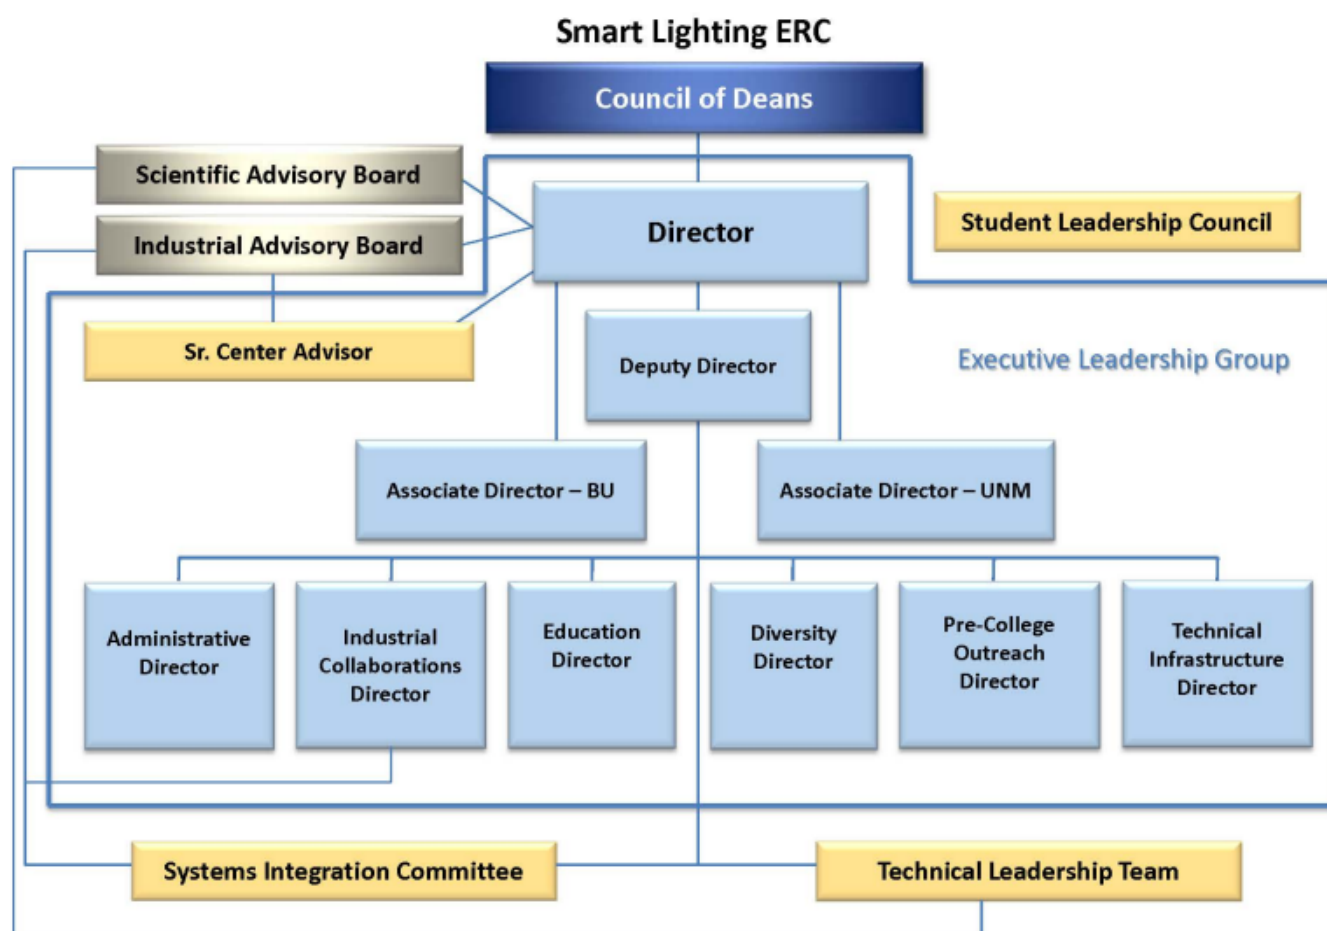 Smart Lighting ERC
Council of Deans
Scientific Advisory Board
Industrial Advisory Board
Director
Student Leadership Council
Sr. Center Advisor
Deputy Director
Executive Leadership Group
Associate Director – BU
Associate Director – UNM
Administrative
Director
Industrial
Collaborations
Director
Education
Director
Diversity
Director
Pre-College
Outreach
Director
Technical
Infrastructure
Director
Systems Integration Committee
Technical Leadership Team